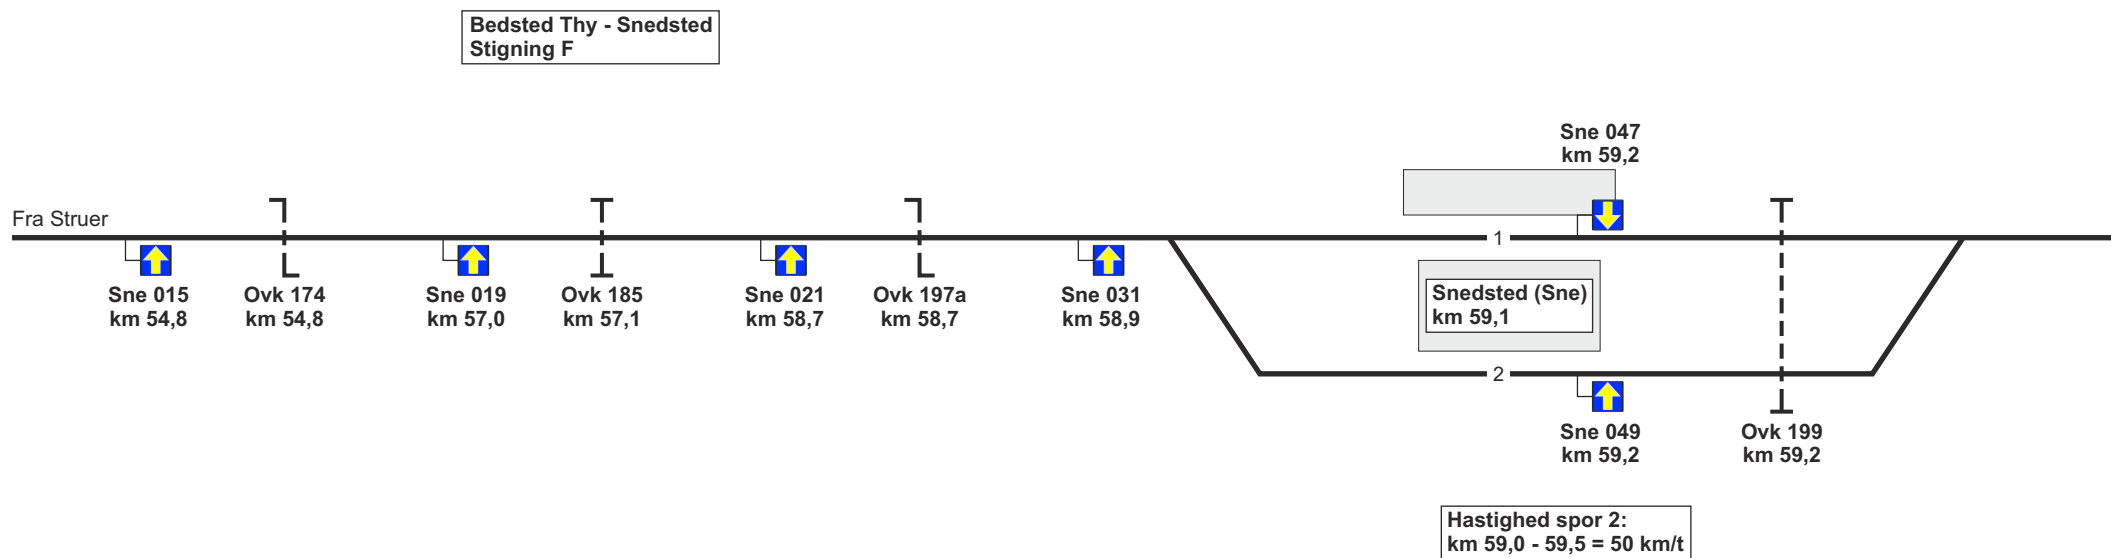 Bedsted Thy - Snedsted
Stigning F
Sne 047
km 59,2
Fra Struer
1
Sne 015
km 54,8
Ovk 174
km 54,8
Sne 019
km 57,0
Ovk 185
km 57,1
Sne 021
km 58,7
Ovk 197a
km 58,7
Sne 031
km 58,9
Snedsted (Sne)
km 59,1
2
Sne 049
km 59,2
Ovk 199
km 59,2
Hastighed spor 2:
km 59,0 - 59,5 = 50 km/t